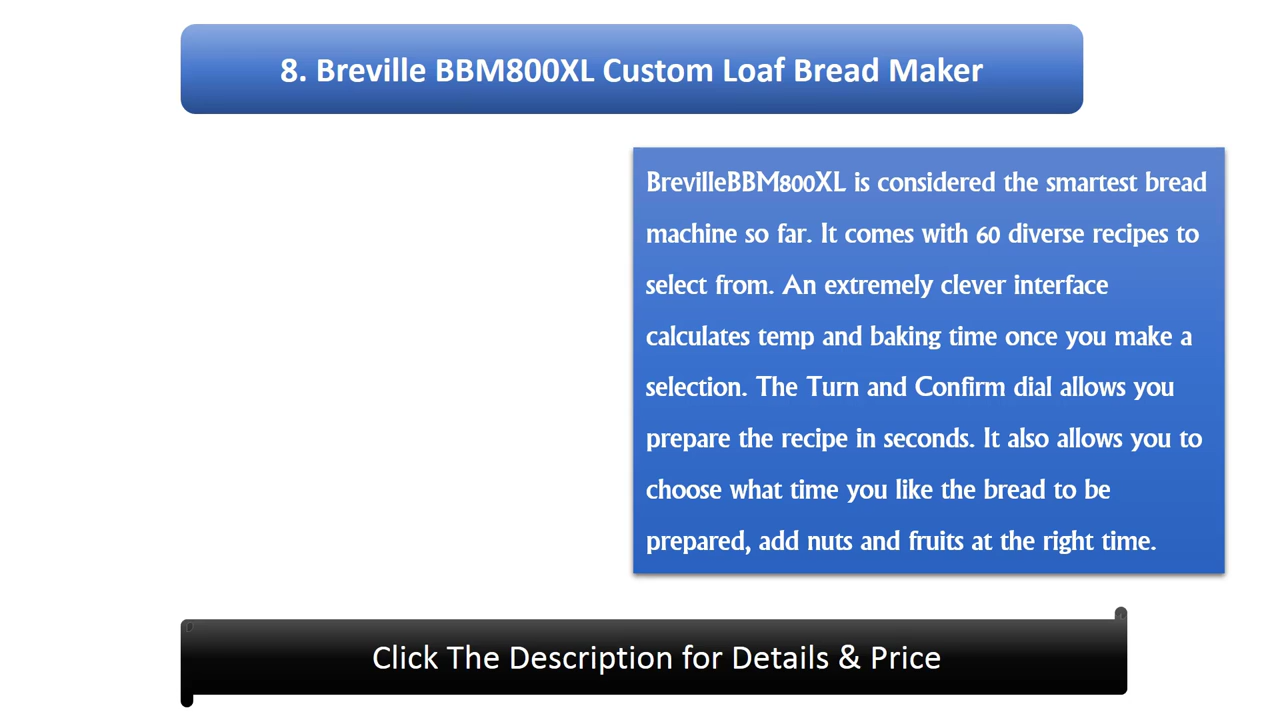 8. Breville BBM800XL Custom Loaf Bread Maker
BrevilleBBM800XL is considered the smartest bread
machine so far. It comes with 60 diverse recipes to
select from. An extremely clever interface
calculates temp and baking time once you make a
selection. The Turn and Confirm dial allows you
prepare the recipe in seconds. It also allows you to
choose what time you like the bread to be
prepared, add nuts and fruits at the right time.
Click The Description for Details & Price